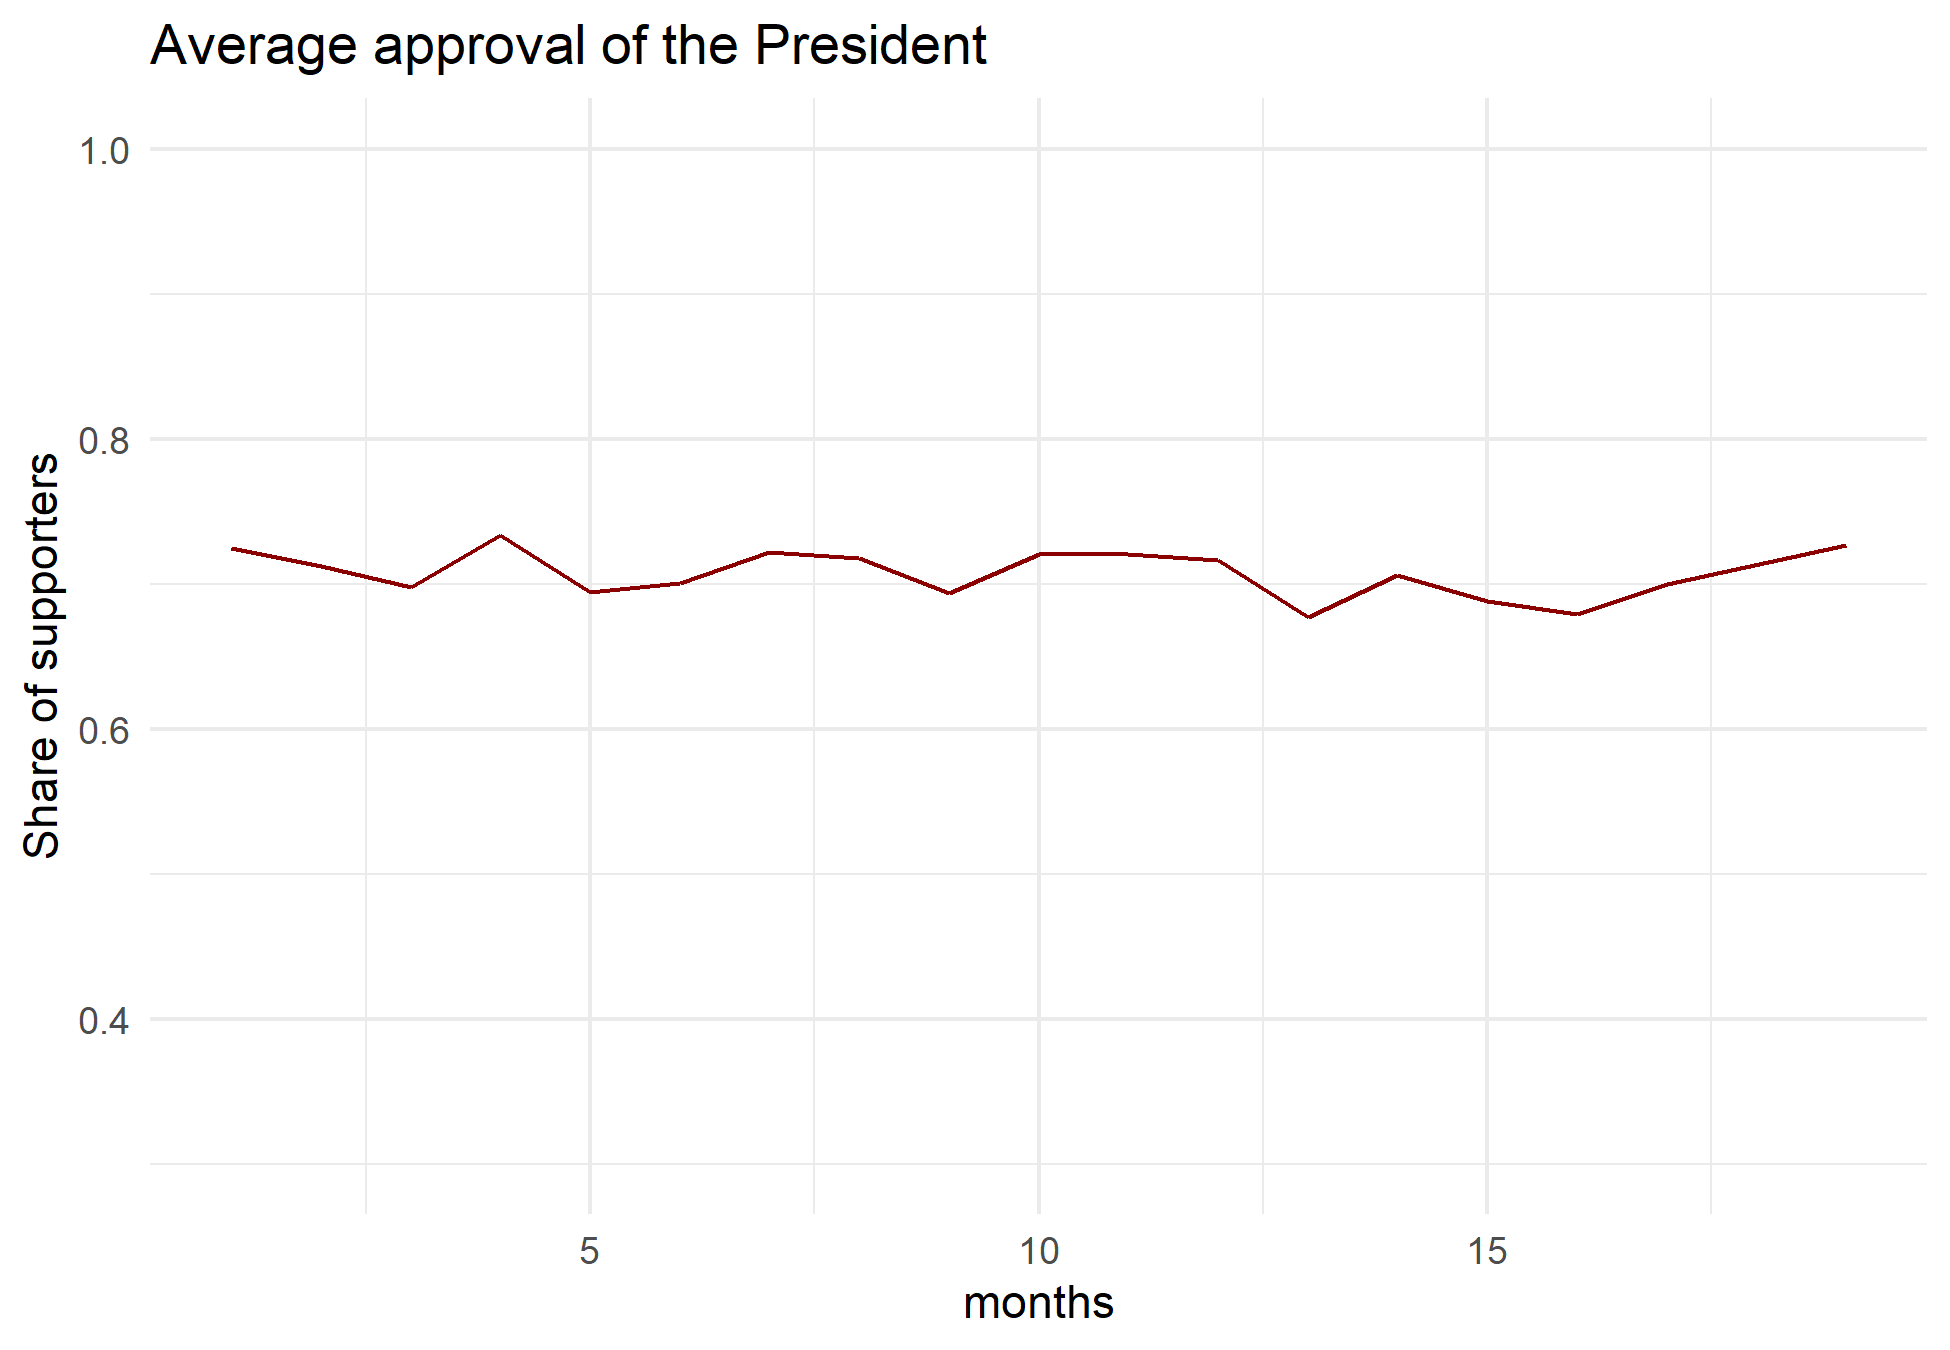 Average approval of the President
1.0
0.8
0.6
0.4
Share of supporters
5 10 15
months